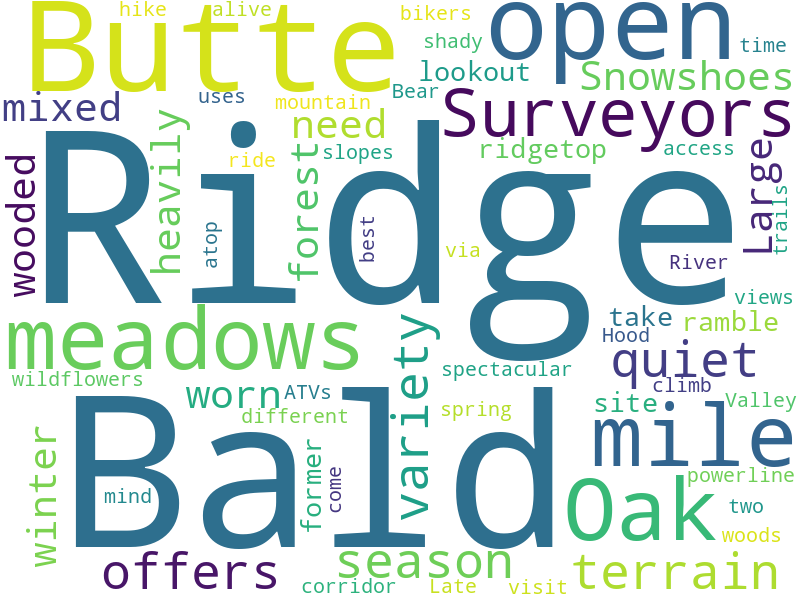 hike
alive
bikers
Butte
open
shady
time
lookout
Snowshoes
uses
mountain
Bear
mixed
Surveyors
need
heavily
ride
slopes
ridgetop
access
forest
Large
wooded
Ridge
trails
atop
best
via
River
views
meadows
take
ramble
Hood
variety
quiet
spectacular
wildflowers
climb
worn
ATVs
site
Valley
different
spring
mile
Bald
winter
former
come
mind
powerline
Oak
two
woods
season
offers
terrain
corridor
Late
visit